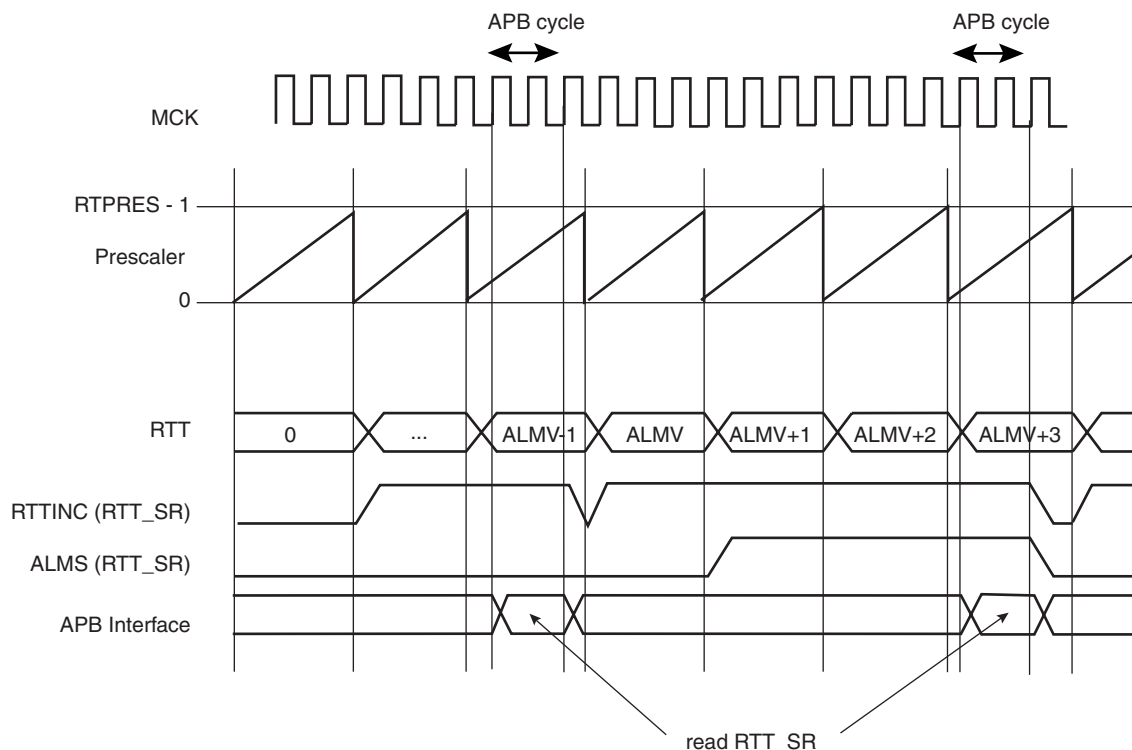 APB cycle
APB cycle
MCK
RTPRES - 1
Prescaler
0
RTT
0
...
ALMV-1
ALMV
ALMV+1
ALMV+2
ALMV+3
RTTINC (RTT_SR)
ALMS (RTT_SR)
APB Interface
read RTT_SR